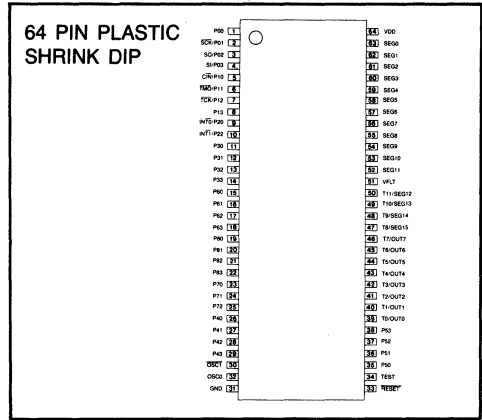 64 PIN PLASTIC
SHRINK DIP
P00 1
SCK/P01 2
SO/P02 3
SI/P03 4
CIN/P10 5
TMO/P11 6
TCK/P12 7
P13 8
INT0/P20 9
INT1/P22 10
P30 11
P31 12
P32 13
P33 14
P60 15
P61 16
P62 17
P63 18
P80 19
P81 20
P82 21
P83 22
P70 23
P71 24
P72 25
P40 26
P41 27
P42 28
P43 29
OSC1 30
OSC0 32
GND 31
64 VDD
63 SEG0
62 SEG1
61 SEG2
60 SEG3
59 SEG4
58 SEG5
57 SEG6
56 SEG7
55 SEG8
54 SEG9
53 SEG10
52 SEG11
51 VFLT
50 T11/SEG12
49 T10/SEG13
48 T9/SEG14
47 T8/SEG15
46 T7/OUT7
45 T6/OUT6
44 T5/OUT5
43 T4/OUT4
42 T3/OUT3
41 T2/OUT2
40 T1/OUT1
39 T0/OUT0
38 P53
37 P52
36 P51
35 P50
34 TEST
33 RESET